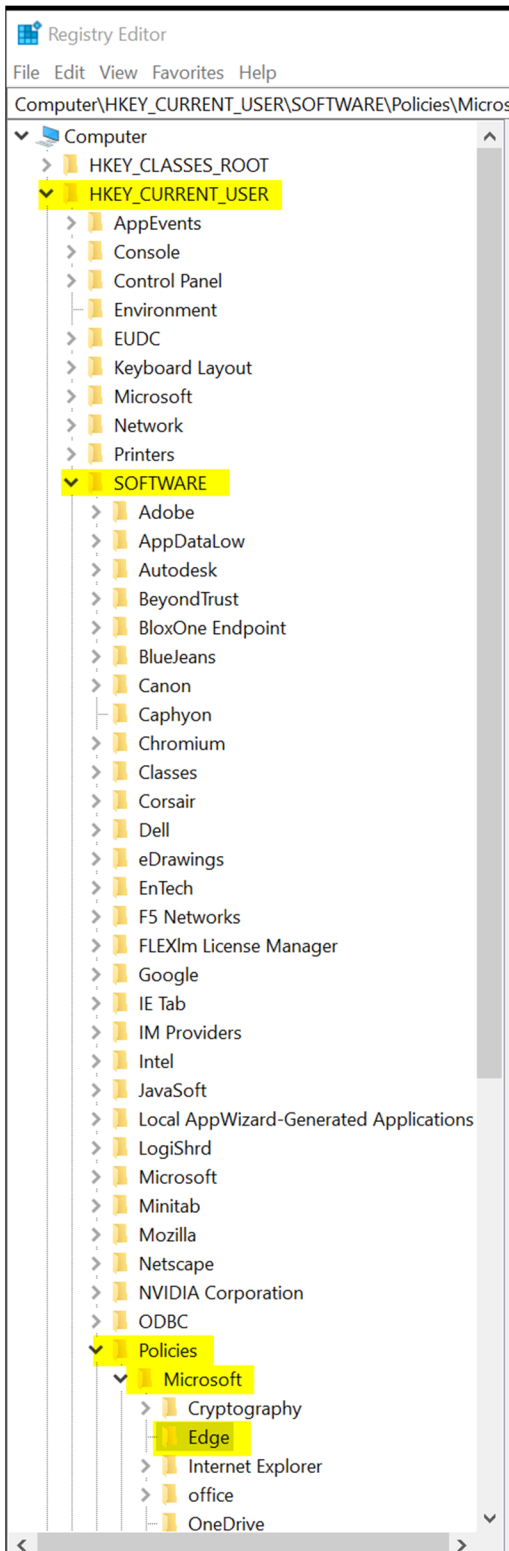 Registry Editor
File Edit View Favorites Help
Computer\HKEY_CURRENT_USER\SOFTWARE\Policies\Micros
Computer
HKEY_CLASSES_ROOT
HKEY_CURRENT_USER
AppEvents
Console
Control Panel
Environment
EUDC
Keyboard Layout
Microsoft
Network
Printers
SOFTWARE
Adobe
AppDataLow
Autodesk
BeyondTrust
BloxOne Endpoint
BlueJeans
Canon
Caphyon
Chromium
Classes
Corsair
Dell
eDrawings
EnTech
F5 Networks
FLEXlm License Manager
Google
IE Tab
IM Providers
Intel
JavaSoft
Local AppWizard-Generated Applications
LogiShrd
Microsoft
Minitab
Mozilla
Netscape
NVIDIA Corporation
ODBC
Policies
Microsoft
Cryptography
Edge
Internet Explorer
office
OneDrive